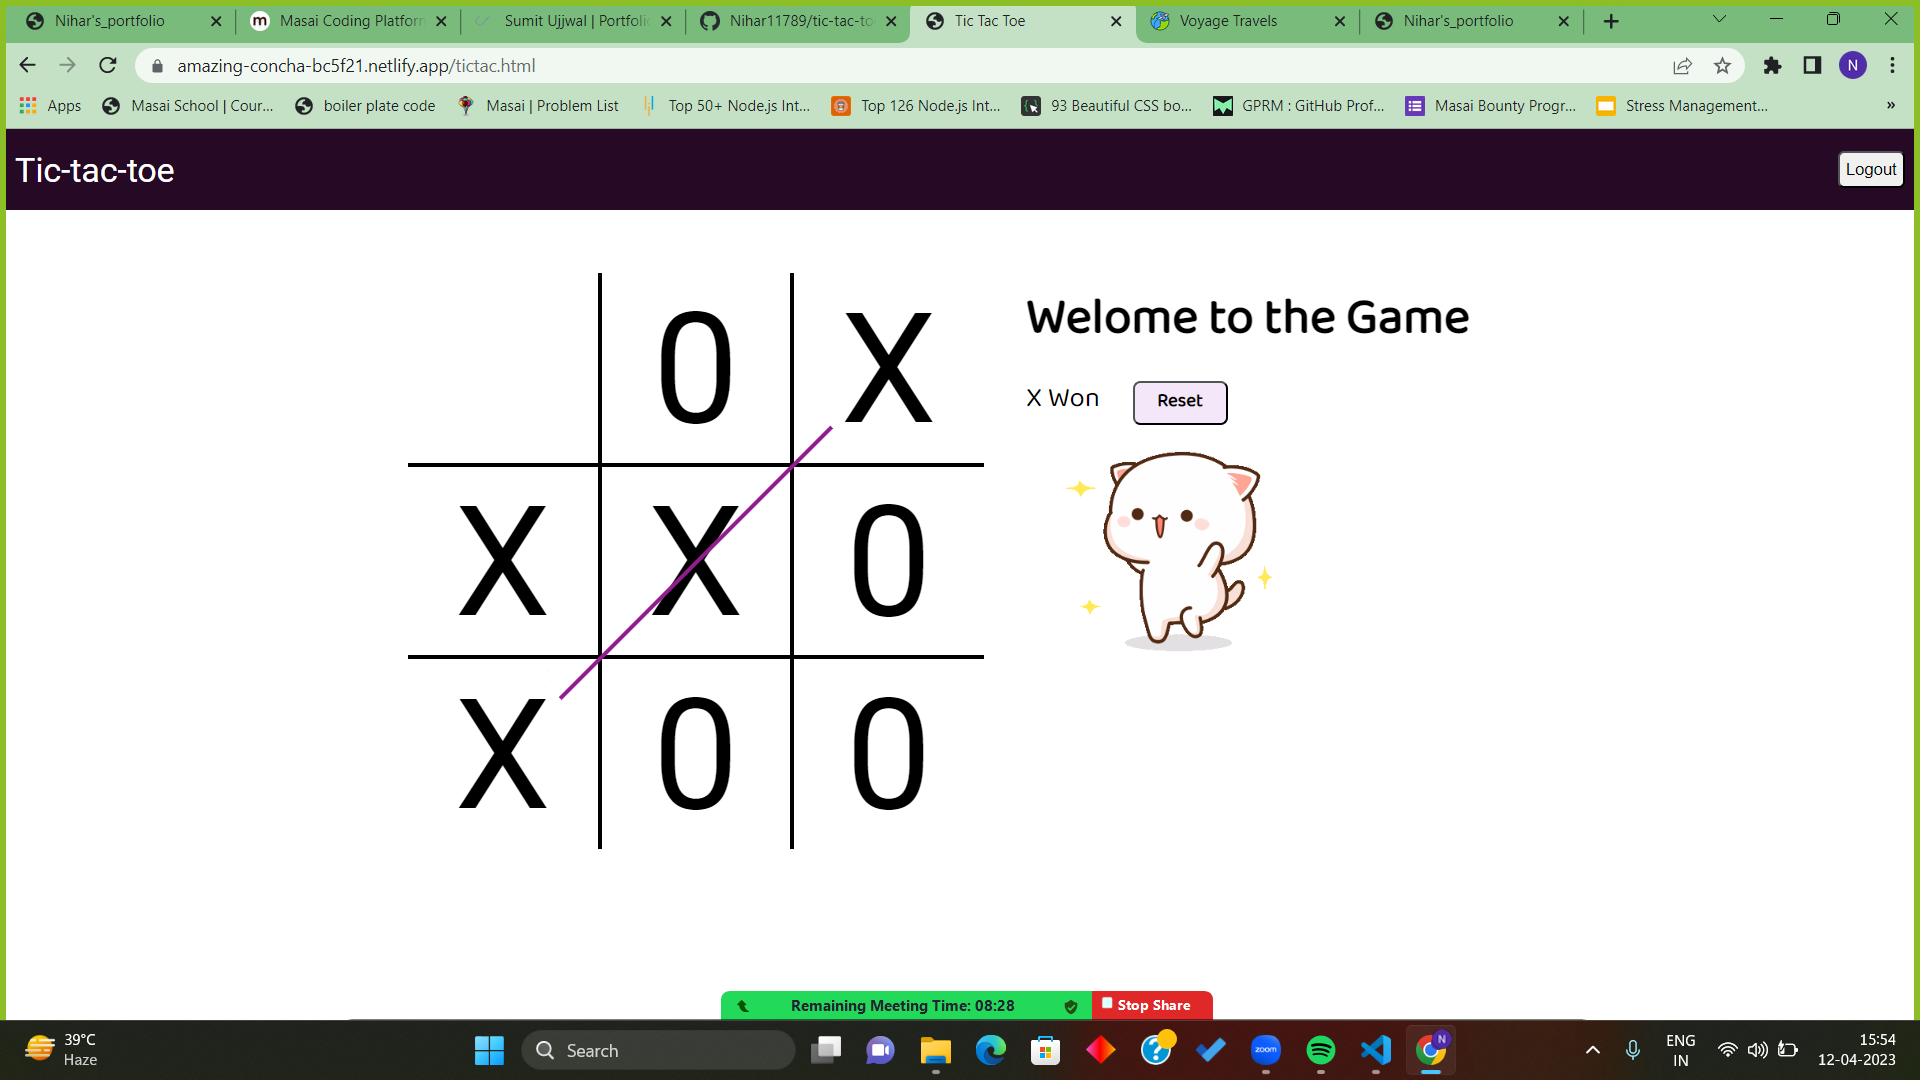 Nihar's_portfolio
Masai Coding Platform
Sumit Ujjwal | Portfolio
Nihar11789/tic-tac-to
Tic Tac Toe
Voyage Travels
Nihar's_portfolio
amazing-concha-bc5f21.netlify.app/tictac.html
N
Apps
Masai School | Cour...
boiler plate code
Masai | Problem List
Top 50+ Node.js Int...
Top 126 Node.js Int...
93 Beautiful CSS bo...
GPRM : GitHub Prof...
Masai Bounty Progr...
Stress Management...
»
Tic-tac-toe
Logout
0 X
X X 0
X 0 0
Welome to the Game
X Won
Reset
Remaining Meeting Time: 08:28
Stop Share
39°C
Haze
Search
zoom
N
ENG
IN
15:54
12-04-2023